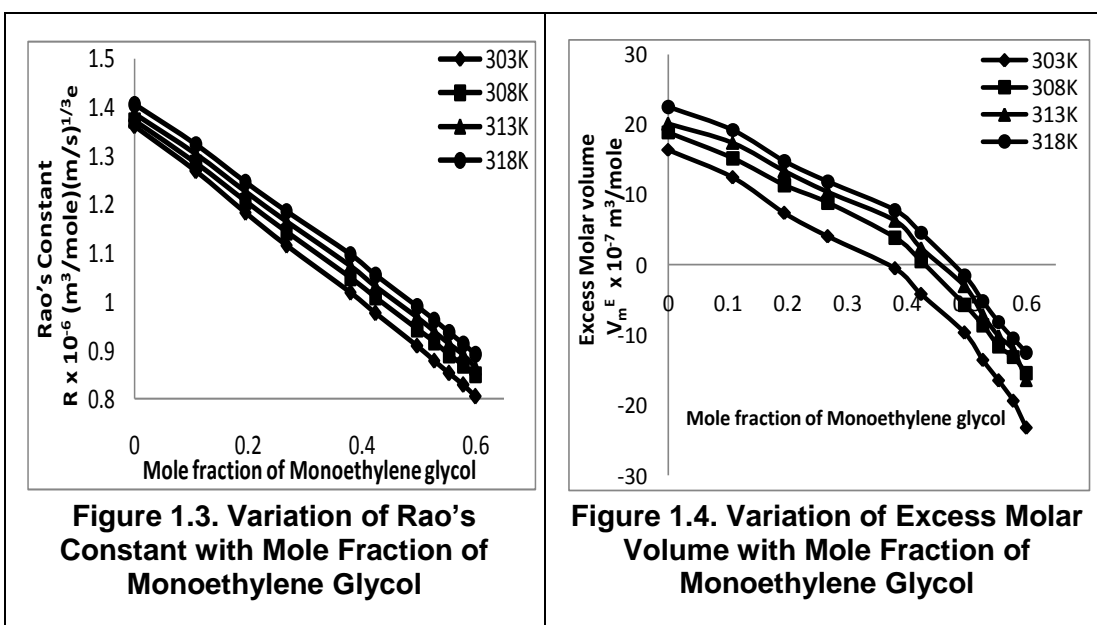 1.5
1.4
1.3
1.2
1.1
1
0.9
0.8
Rao's Constant
R x 10⁻⁶ (m³/mole)(m/s)¹/³e
303K
308K
313K
318K
0
0.2
0.4
0.6
Mole fraction of Monoethylene glycol
Figure 1.3. Variation of Rao's
Constant with Mole Fraction of
Monoethylene Glycol
30
20
10
0
-10
-20
-30
Excess Molar volume
Vₘᴱ x 10⁻⁷ m³/mole
303K
308K
313K
318K
0
0.1
0.2
0.3
0.4
0.5
0.6
Mole fraction of Monoethylene glycol
Figure 1.4. Variation of Excess Molar
Volume with Mole Fraction of
Monoethylene Glycol